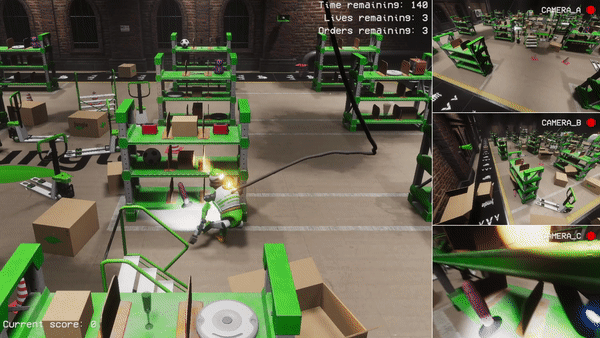 Time remaining: 140
Lives remaining: 3
Orders remaining: 3
CAMERA_A
CAMERA_B
CAMERA_C
Current score: 0